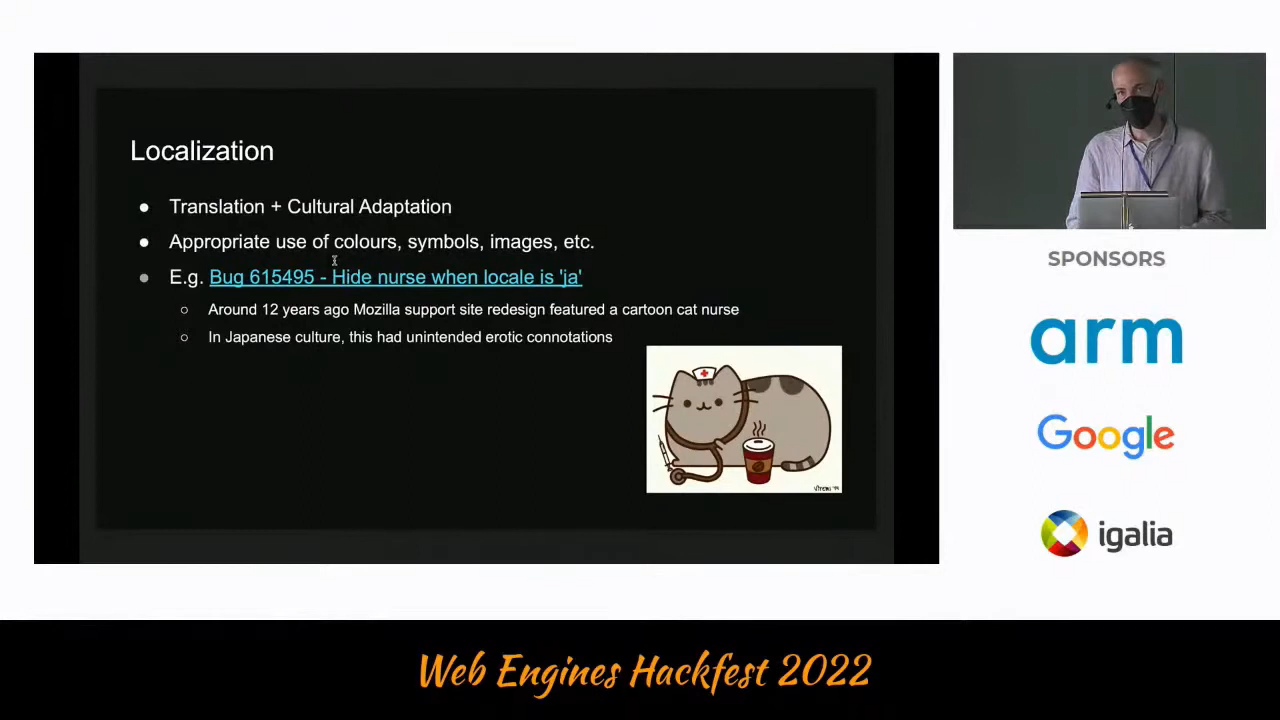 Localization
● Translation + Cultural Adaptation
● Appropriate use of colours, symbols, images, etc.
● E.g. Bug 615495 - Hide nurse when locale is 'ja'
○ Around 12 years ago Mozilla support site redesign featured a cartoon cat nurse
○ In Japanese culture, this had unintended erotic connotations
SPONSORS
arm
Google
igalia
Web Engines Hackfest 2022